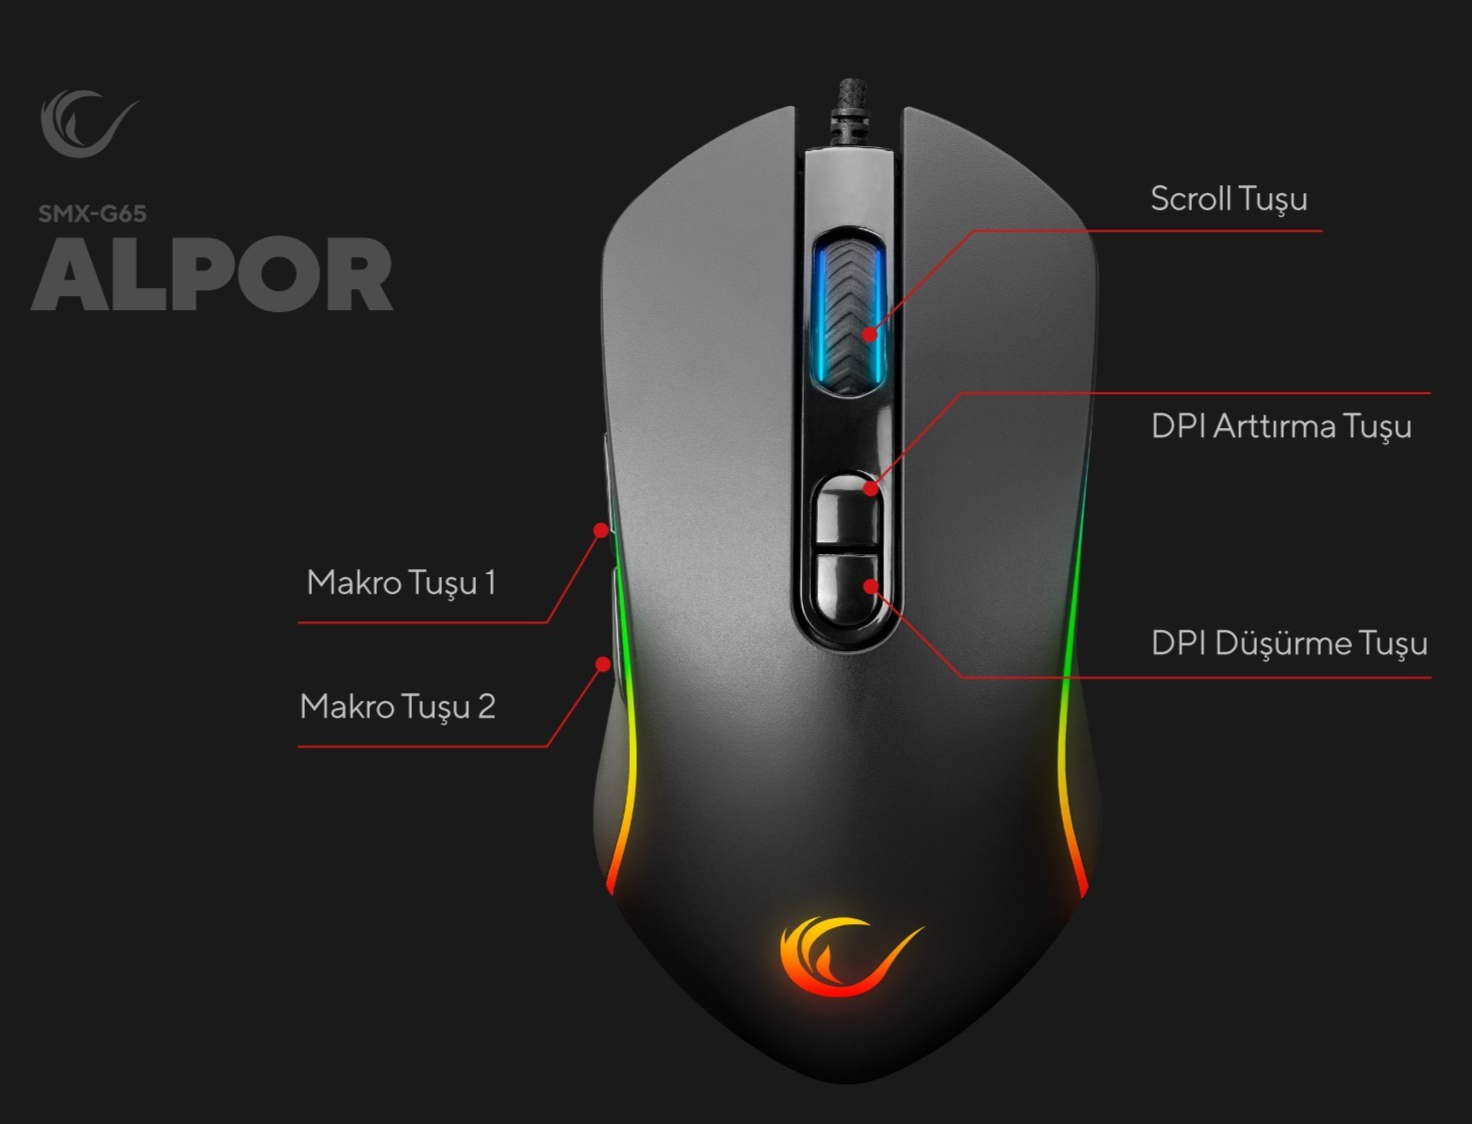 SMX-G65
ALPOR
Scroll Tuşu
DPI Arttırma Tuşu
Makro Tuşu 1
DPI Düşürme Tuşu
Makro Tuşu 2